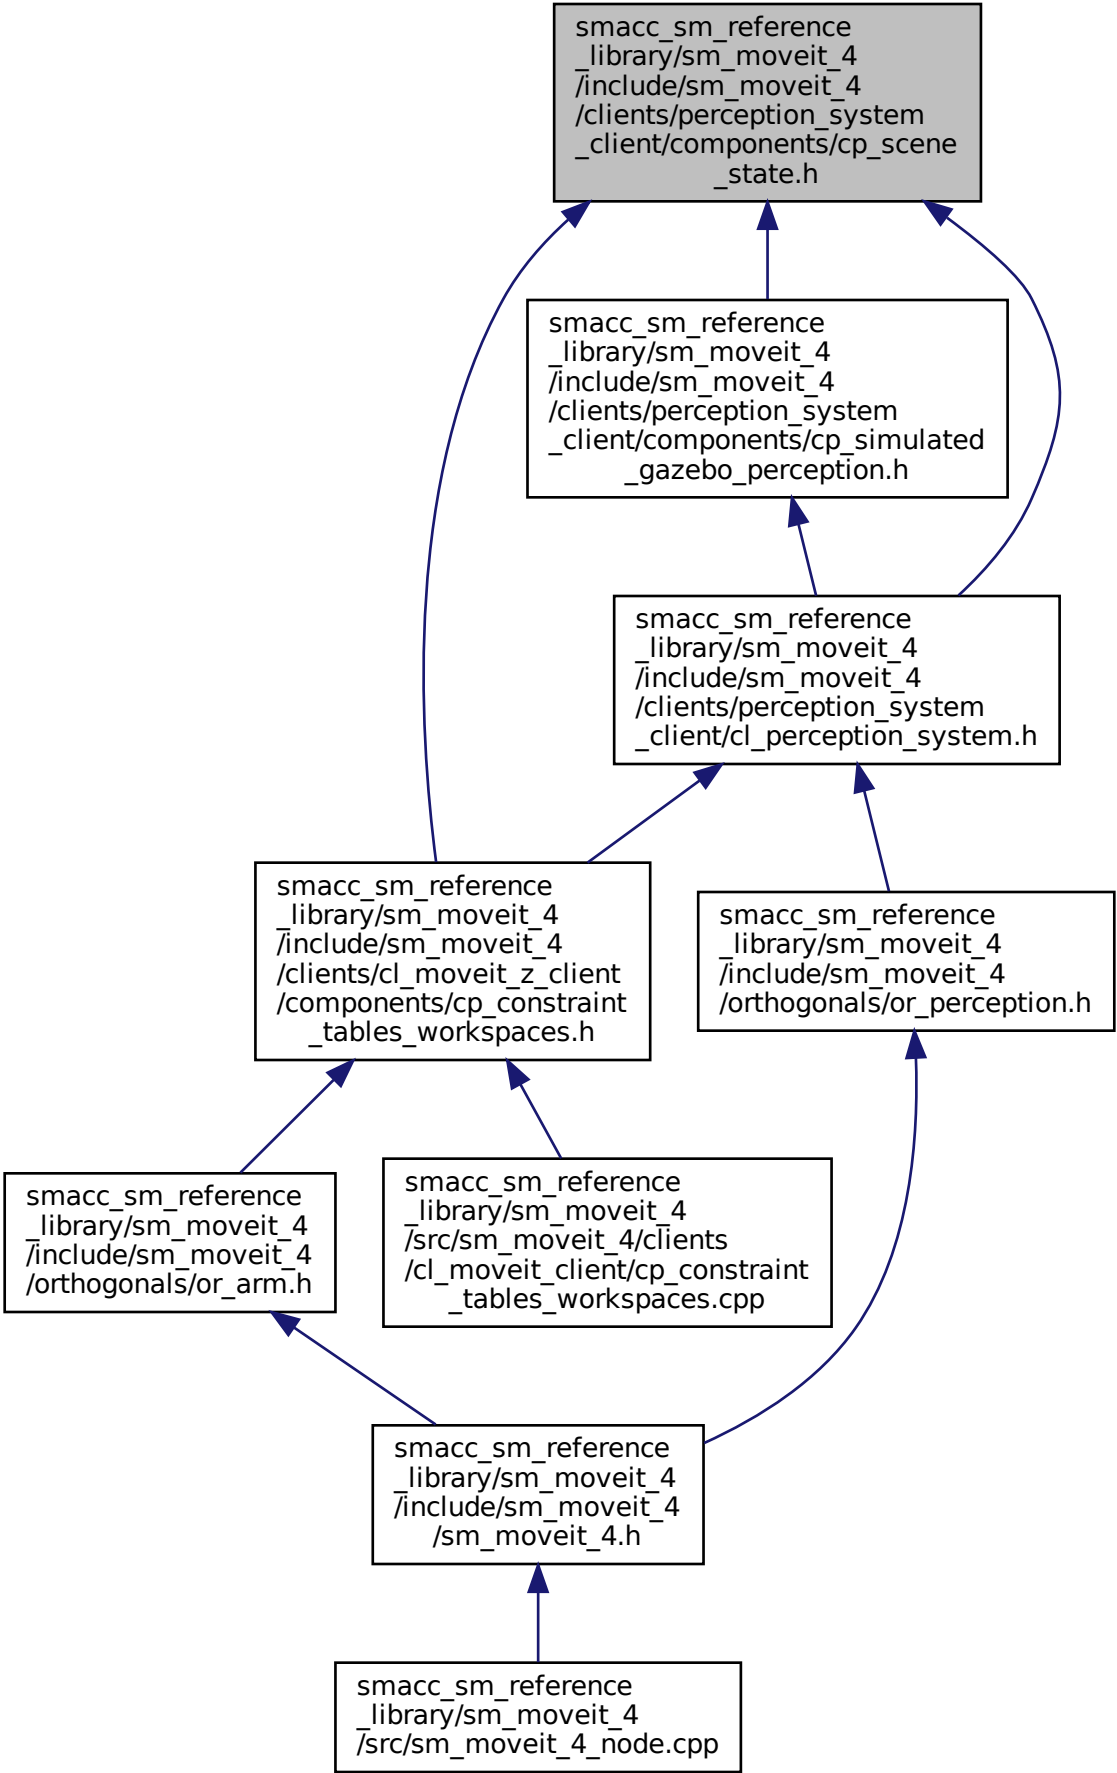 smacc_sm_reference
_library/sm_moveit_4
/include/sm_moveit_4
/clients/perception_system
_client/components/cp_scene
_state.h
smacc_sm_reference
_library/sm_moveit_4
/include/sm_moveit_4
/clients/perception_system
_client/components/cp_simulated
_gazebo_perception.h
smacc_sm_reference
_library/sm_moveit_4
/include/sm_moveit_4
/clients/perception_system
_client/cl_perception_system.h
smacc_sm_reference
_library/sm_moveit_4
/include/sm_moveit_4
/clients/cl_moveit_z_client
/components/cp_constraint
_tables_workspaces.h
smacc_sm_reference
_library/sm_moveit_4
/include/sm_moveit_4
/orthogonals/or_perception.h
smacc_sm_reference
_library/sm_moveit_4
/include/sm_moveit_4
/orthogonals/or_arm.h
smacc_sm_reference
_library/sm_moveit_4
/src/sm_moveit_4/clients
/cl_moveit_client/cp_constraint
_tables_workspaces.cpp
smacc_sm_reference
_library/sm_moveit_4
/include/sm_moveit_4
/sm_moveit_4.h
smacc_sm_reference
_library/sm_moveit_4
/src/sm_moveit_4_node.cpp